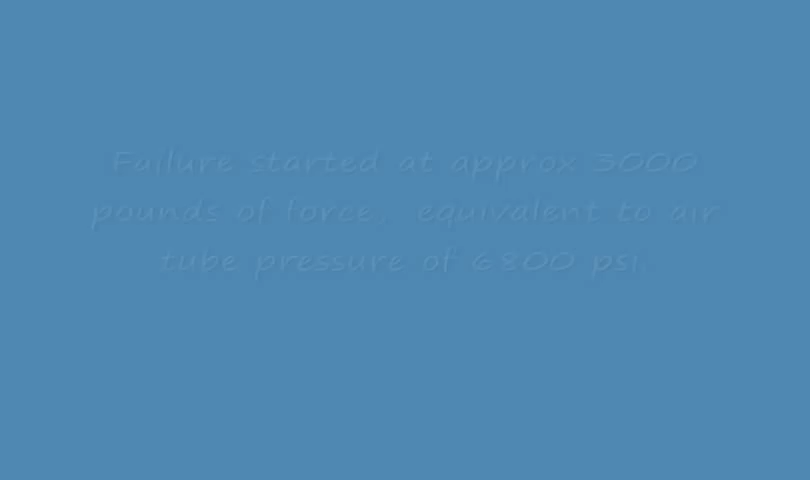 Failure started at approx 3000
pounds of force, equivalent to air
tube pressure of 6800 psi.